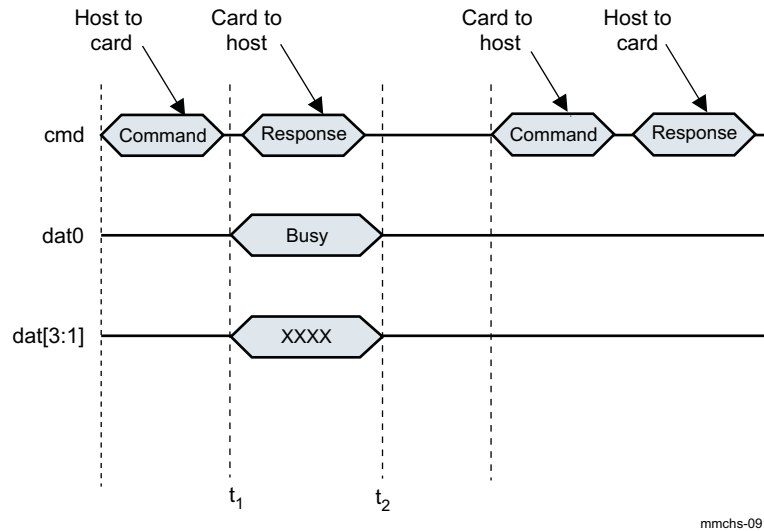 Host to
card
Card to
host
Card to
host
Host to
card
cmd
Command
Response
Command
Response
dat0
Busy
dat[3:1]
XXXX
t1
t2
mmchs-09